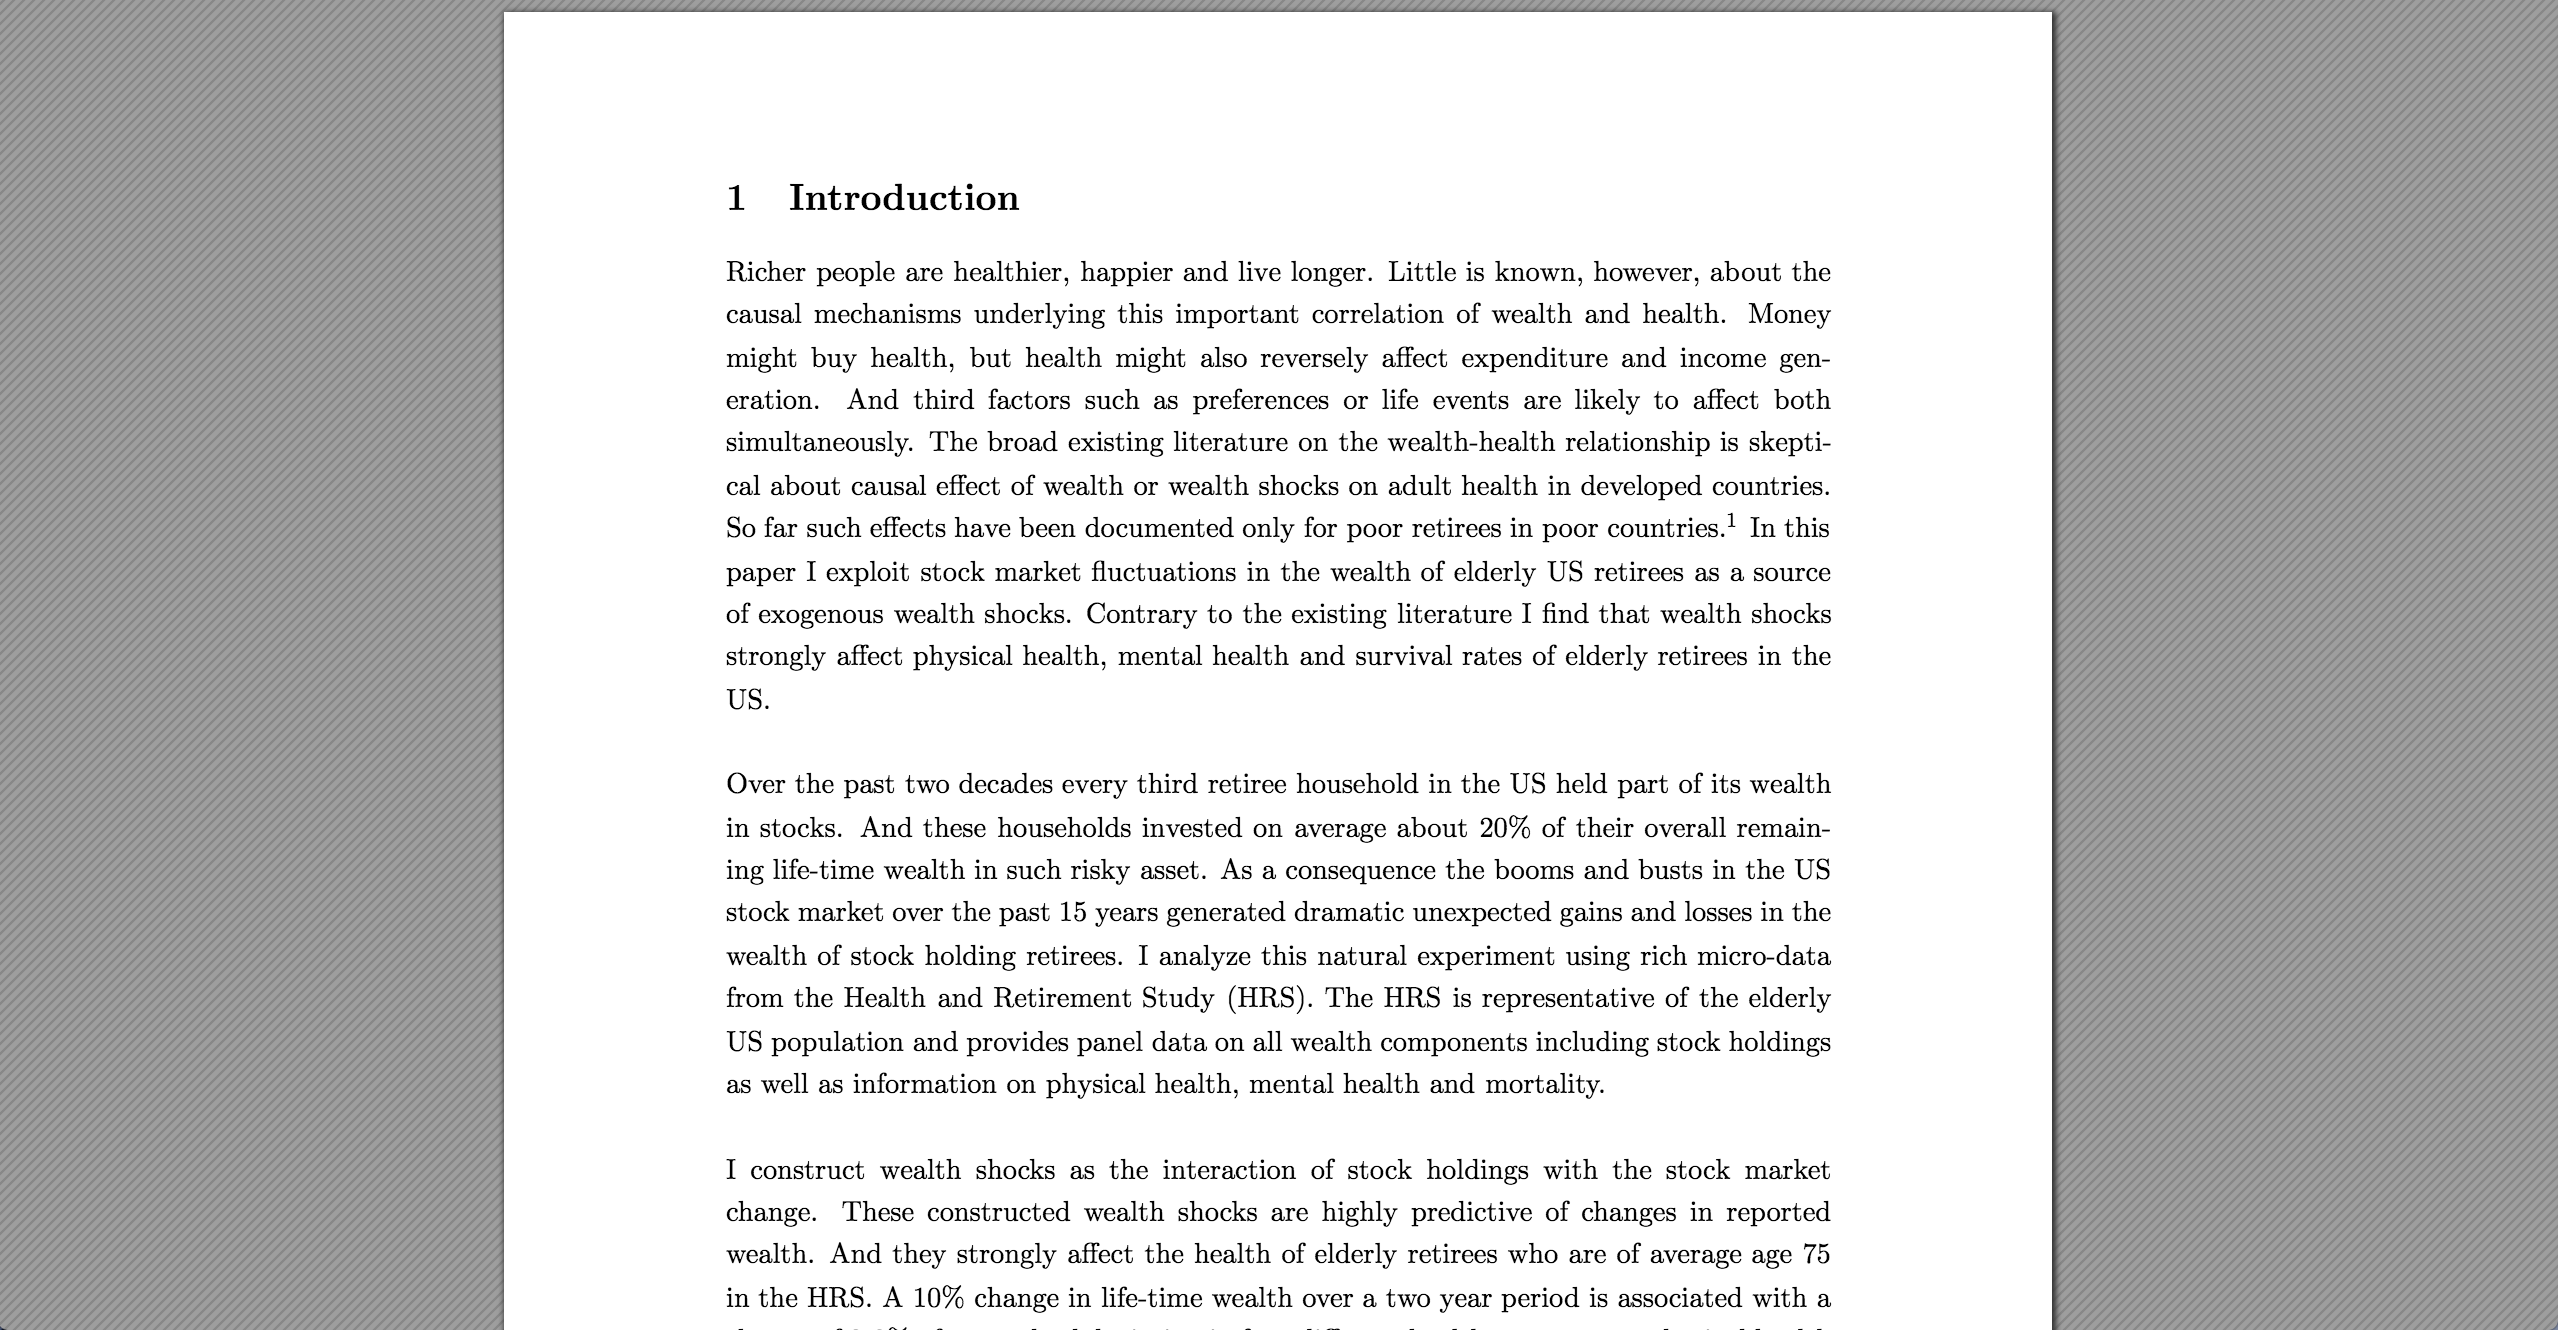 1 Introduction
Richer people are healthier, happier and live longer. Little is known, however, about the
causal mechanisms underlying this important correlation of wealth and health. Money
might buy health, but health might also reversely affect expenditure and income gen-
eration. And third factors such as preferences or life events are likely to affect both
simultaneously. The broad existing literature on the wealth-health relationship is skepti-
cal about causal effect of wealth or wealth shocks on adult health in developed countries.
So far such effects have been documented only for poor retirees in poor countries.1 In this
paper I exploit stock market fluctuations in the wealth of elderly US retirees as a source
of exogenous wealth shocks. Contrary to the existing literature I find that wealth shocks
strongly affect physical health, mental health and survival rates of elderly retirees in the
US.
Over the past two decades every third retiree household in the US held part of its wealth
in stocks. And these households invested on average about 20% of their overall remain-
ing life-time wealth in such risky asset. As a consequence the booms and busts in the US
stock market over the past 15 years generated dramatic unexpected gains and losses in the
wealth of stock holding retirees. I analyze this natural experiment using rich micro-data
from the Health and Retirement Study (HRS). The HRS is representative of the elderly
US population and provides panel data on all wealth components including stock holdings
as well as information on physical health, mental health and mortality.
I construct wealth shocks as the interaction of stock holdings with the stock market
change. These constructed wealth shocks are highly predictive of changes in reported
wealth. And they strongly affect the health of elderly retirees who are of average age 75
in the HRS. A 10% change in life-time wealth over a two year period is associated with a